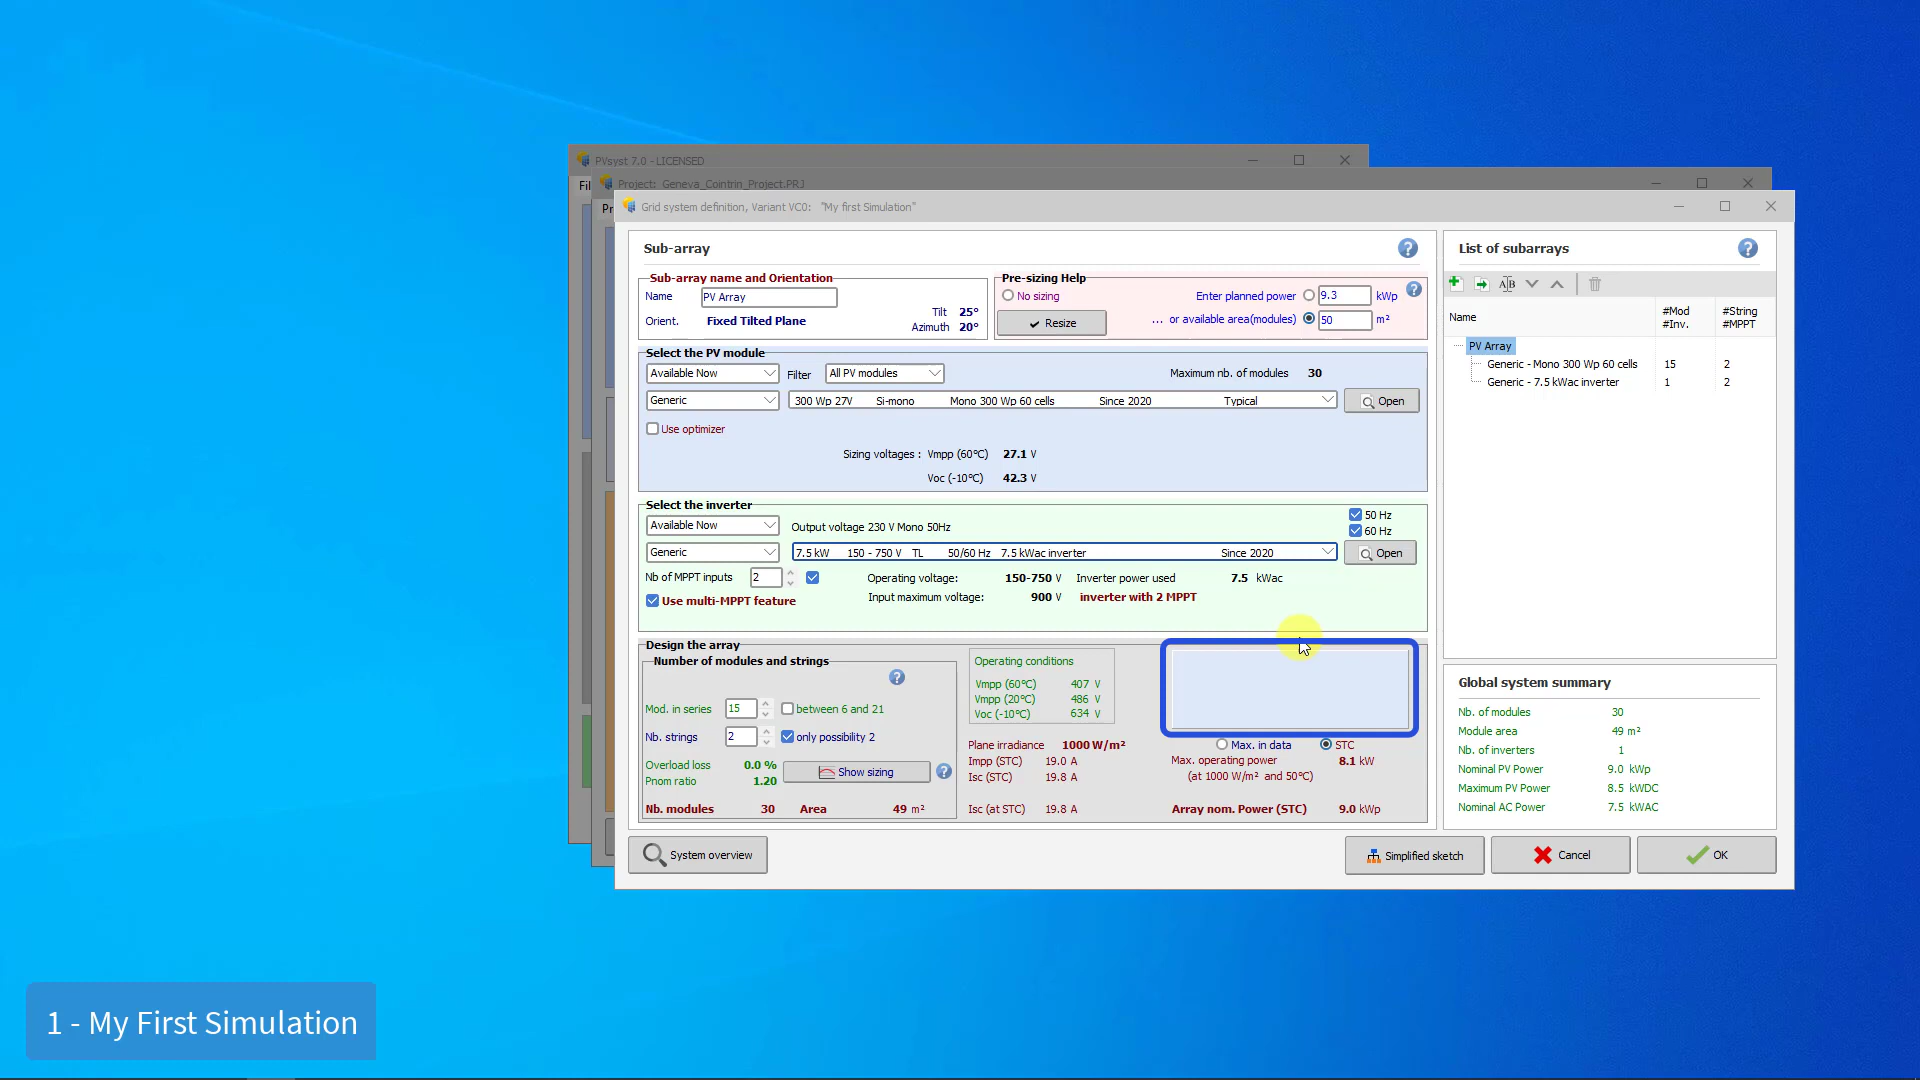 PVsyst 7.0 - LICENSED
Fil
Project: Geneva_Cointrin_Project.PRJ
Pr
Grid system definition, Variant VC0: "My first Simulation"
Sub-array
Sub-array name and Orientation
Name PV Array
Orient. Fixed Tilted Plane
Tilt 25°
Azimuth 20°
Pre-sizing Help
No sizing
Enter planned power 9.3 kWp
Resize
... or available area(modules) 50 m²
Select the PV module
Available Now Filter All PV modules Maximum nb. of modules 30
Generic 300 Wp 27V Si-mono Mono 300 Wp 60 cells Since 2020 Typical Open
Use optimizer
Sizing voltages : Vmpp (60°C) 27.1 V
Voc (-10°C) 42.3 V
Select the inverter
Available Now Output voltage 230 V Mono 50Hz
50 Hz
60 Hz
Generic 7.5 kW 150 - 750 V TL 50/60 Hz 7.5 kWac inverter Since 2020 Open
Nb of MPPT inputs 2 Operating voltage: 150-750 V Inverter power used 7.5 kWac
Use multi-MPPT feature Input maximum voltage: 900 V inverter with 2 MPPT
Design the array
Number of modules and strings
Mod. in series 15 between 6 and 21
Nb. strings 2 only possibility 2
Overload loss 0.0 %
Pnom ratio 1.20
Show sizing
Nb. modules 30 Area 49 m²
Operating conditions
Vmpp (60°C) 407 V
Vmpp (20°C) 486 V
Voc (-10°C) 634 V
Plane irradiance 1000 W/m²
Impp (STC) 19.0 A
Isc (STC) 19.8 A
Isc (at STC) 19.8 A
Max. in data STC
Max. operating power 8.1 kW
(at 1000 W/m² and 50°C)
Array nom. Power (STC) 9.0 kWp
List of subarrays
Name #Mod #Inv. #String #MPPT
PV Array
Generic - Mono 300 Wp 60 cells 15 2
Generic - 7.5 kWac inverter 1 2
Global system summary
Nb. of modules 30
Module area 49 m²
Nb. of inverters 1
Nominal PV Power 9.0 kWp
Maximum PV Power 8.5 kWDC
Nominal AC Power 7.5 kWAC
System overview
Simplified sketch
Cancel
OK
1 - My First Simulation